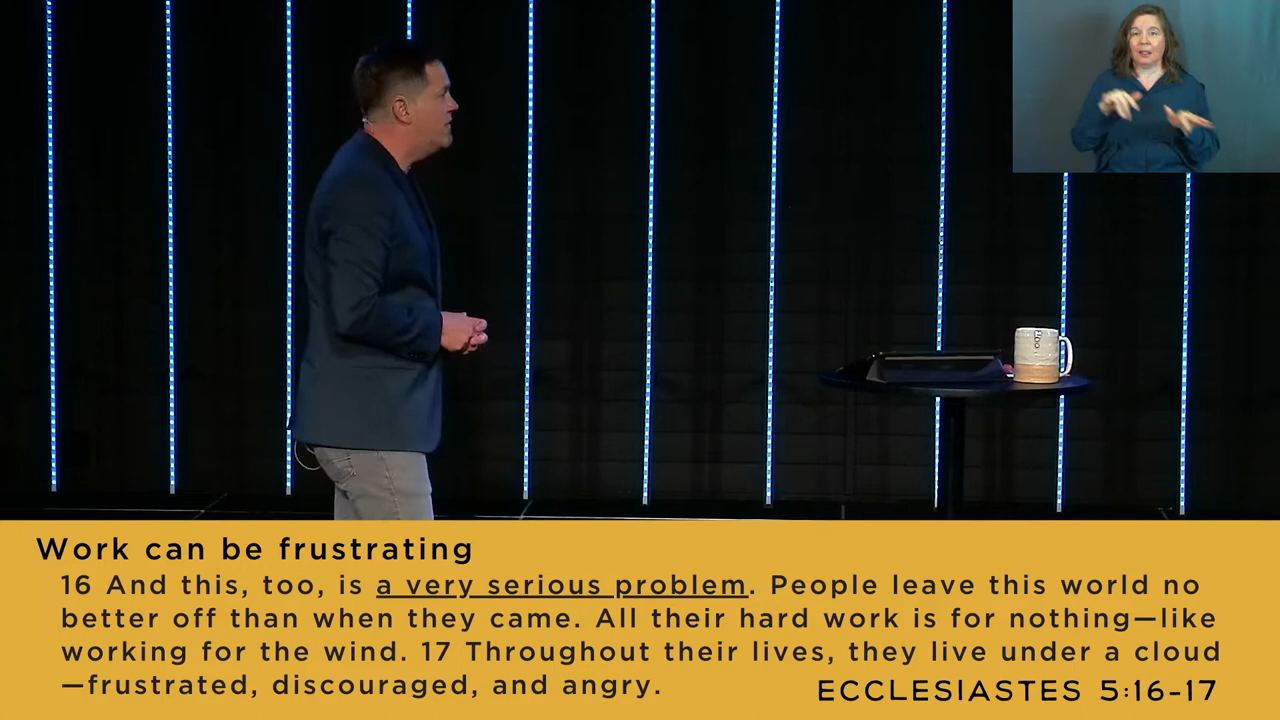 Work can be frustrating
16 And this, too, is a very serious problem. People leave this world no
better off than when they came. All their hard work is for nothing—like
working for the wind. 17 Throughout their lives, they live under a cloud
—frustrated, discouraged, and angry.
ECCLESIASTES 5:16-17